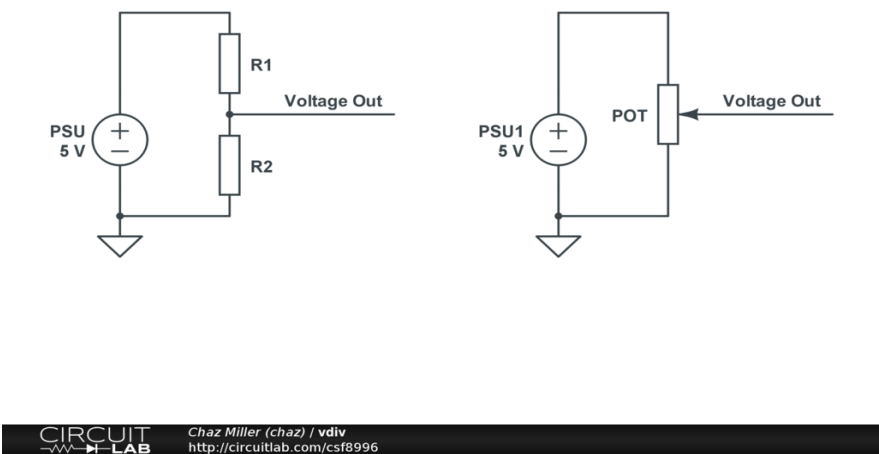 R1
Voltage Out
PSU
5 V
R2
Voltage Out
POT
PSU1
5 V
CIRCUIT
LAB
Chaz Miller (chaz) / vdiv
http://circuitlab.com/csf8996